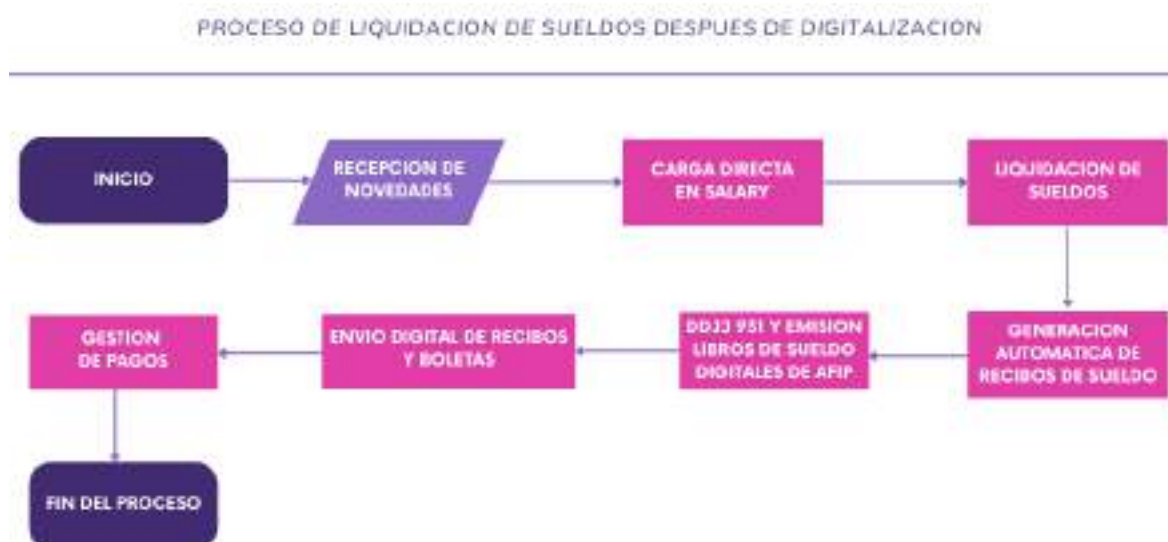 PROCESO DE LIQUIDACION DE SUELDOS DESPUES DE DIGITALIZACION
INICIO
RECEPCION DE
NOVEDADES
CARGA DIRECTA
EN SALARY
LIQUIDACION DE
SUELDOS
GENERACION
AUTOMATICA DE
RECIBOS DE SUELDO
DDJJ 931 Y EMISION
LIBROS DE SUELDO
DIGITALES DE AFIP
ENVIO DIGITAL DE RECIBOS
Y BOLETAS
GESTION
DE PAGOS
FIN DEL PROCESO